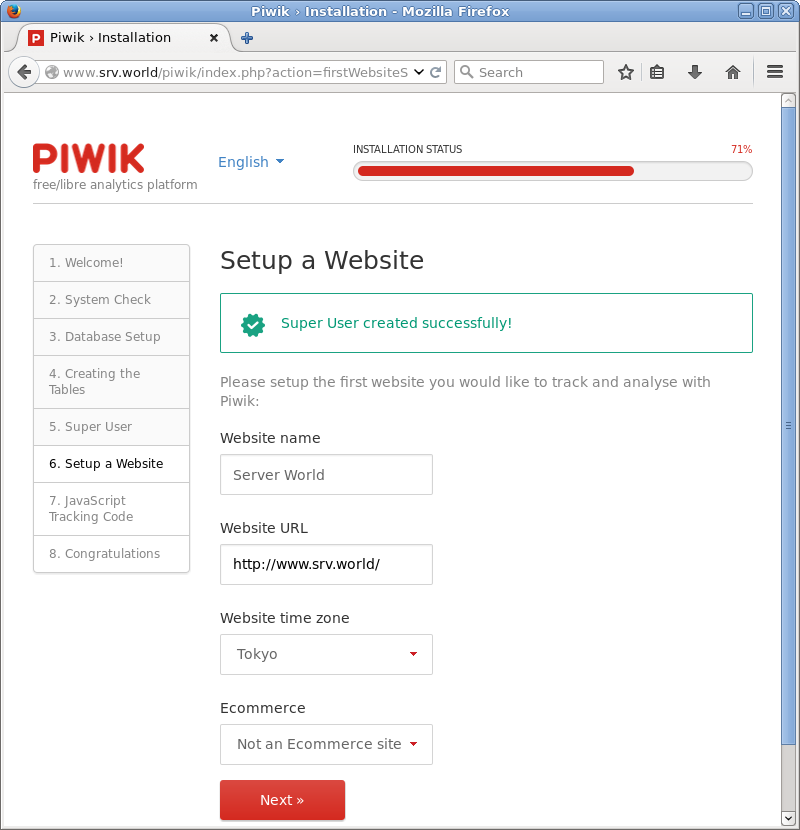 Piwik › Installation - Mozilla Firefox
P Piwik › Installation
www.srv.world/piwik/index.php?action=firstWebsiteS
Search
PIWIK
free/libre analytics platform
English
INSTALLATION STATUS 71%
1. Welcome!
2. System Check
3. Database Setup
4. Creating the
Tables
5. Super User
6. Setup a Website
7. JavaScript
Tracking Code
8. Congratulations
Setup a Website
Super User created successfully!
Please setup the first website you would like to track and analyse with
Piwik:
Website name
Server World
Website URL
http://www.srv.world/
Website time zone
Tokyo
Ecommerce
Not an Ecommerce site
Next »